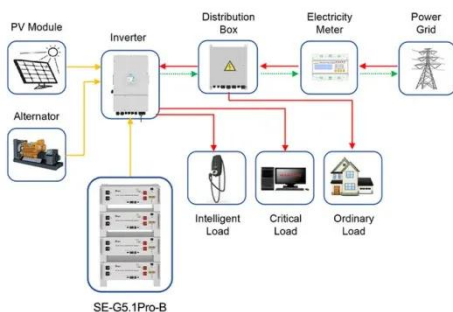 PV Module
Inverter
Distribution
Box
Electricity
Meter
Power
Grid
Alternator
Intelligent
Load
Critical
Load
Ordinary
Load
SE-G5.1Pro-B